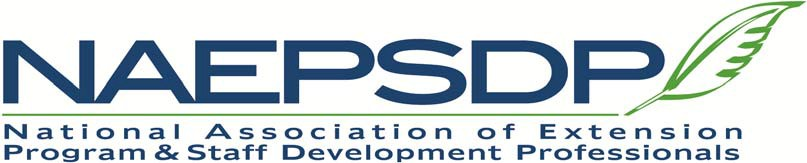 NAEPSDP
National Association of Extension
Program & Staff Development Professionals